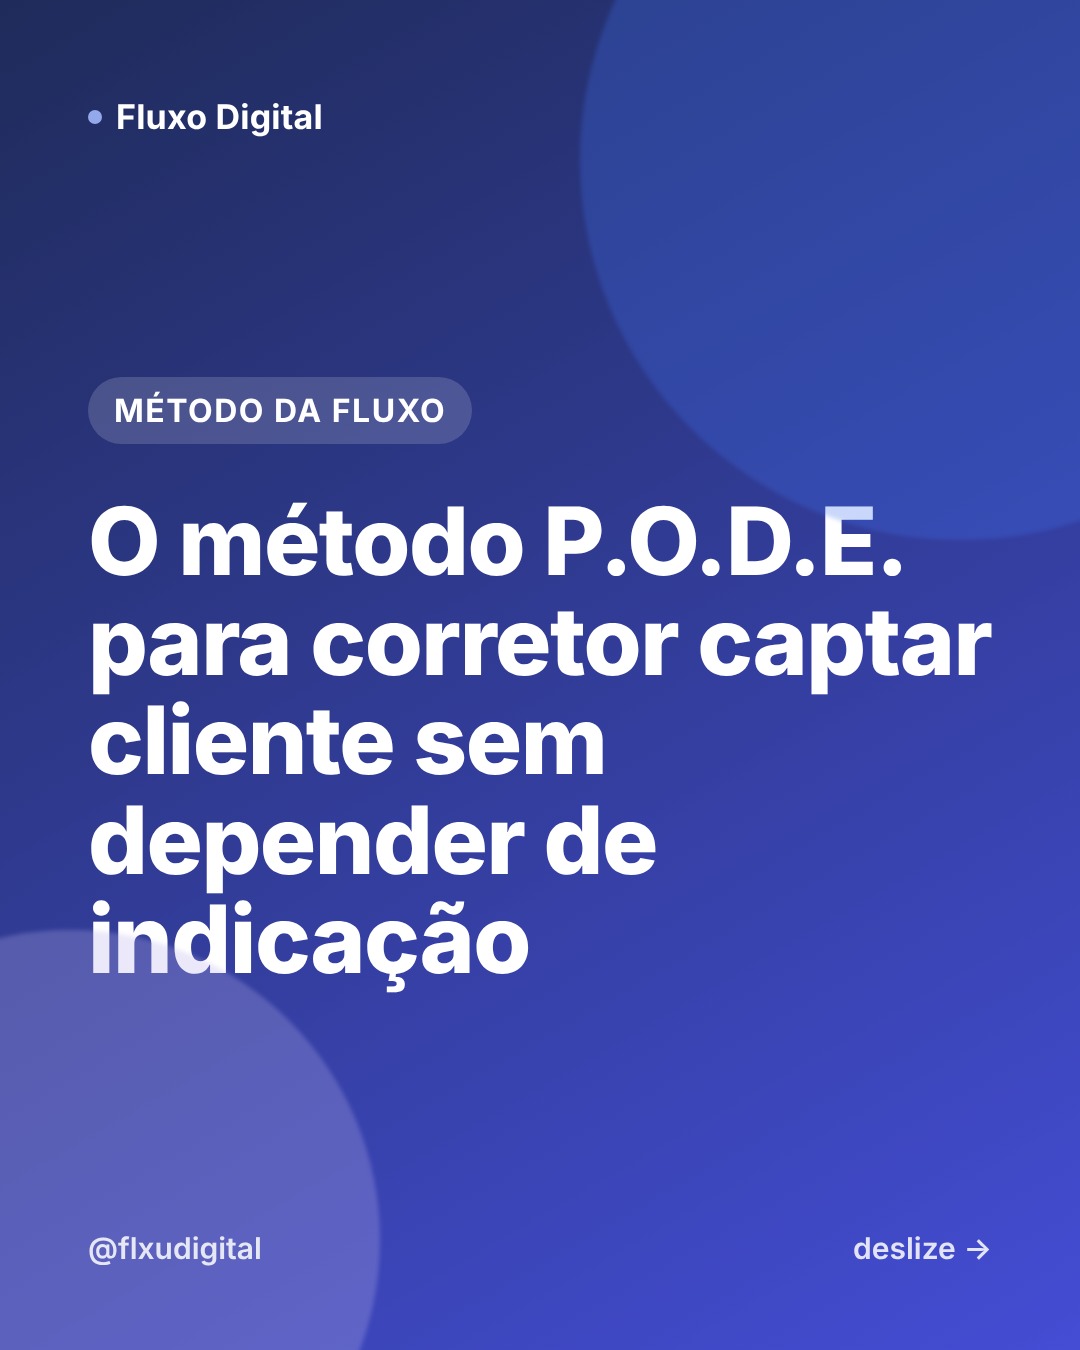 Fluxo Digital
MÉTODO DA FLUXO
O método P.O.D.E.
para corretor captar
cliente sem
depender de
indicação
@flxudigital
deslize →